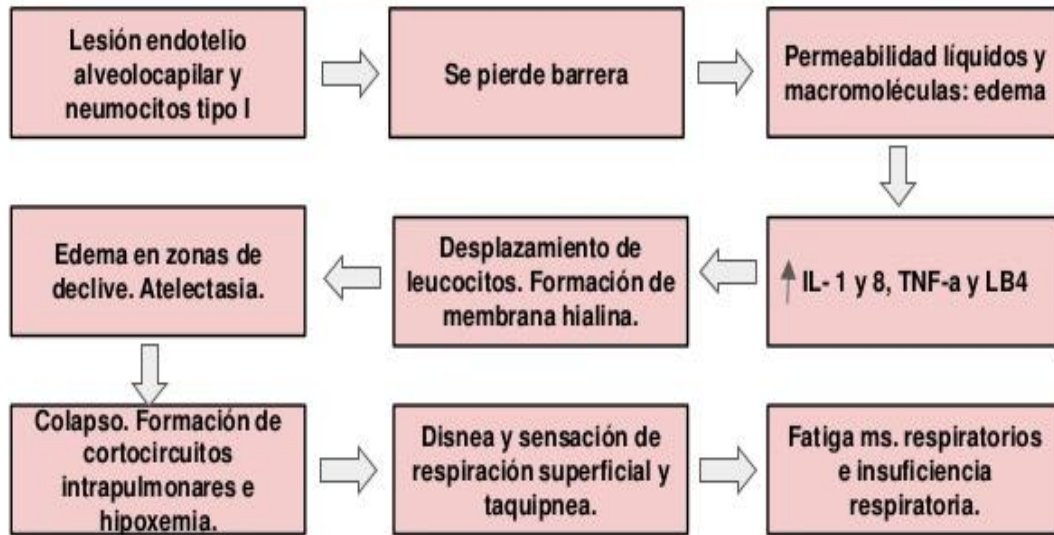 Lesión endotelio
alveolocapilar y
neumocitos tipo I
Se pierde barrera
Permeabilidad líquidos y
macromoléculas: edema
IL- 1 y 8, TNF-a y LB4
Desplazamiento de
leucocitos. Formación de
membrana hialina.
Edema en zonas de
declive. Atelectasia.
Colapso. Formación de
cortocircuitos
intrapulmonares e
hipoxemia.
Disnea y sensación de
respiración superficial y
taquipnea.
Fatiga ms. respiratorios
e insuficiencia
respiratoria.